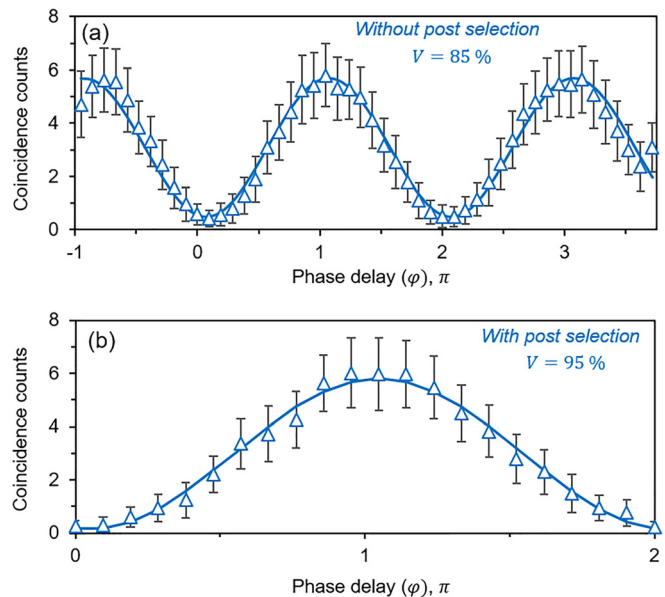 (a)
Without post selection
V = 85 %
Coincidence counts
8
6
4
2
0
-1 0 1 2 3
Phase delay (φ), π
(b)
With post selection
V = 95 %
Coincidence counts
8
6
4
2
0
0 1 2
Phase delay (φ), π